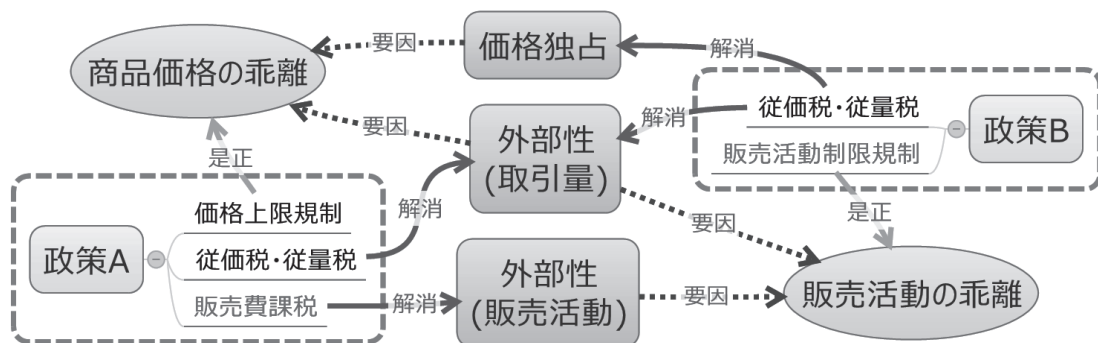 商品価格の乖離
要因
価格独占
解消
従価税・従量税
販売活動制限規制
政策B
解消
要因
外部性
(取引量)
是正
是正
要因
政策A
価格上限規制
従価税・従量税
販売費課税
解消
解消
外部性
(販売活動)
要因
販売活動の乖離